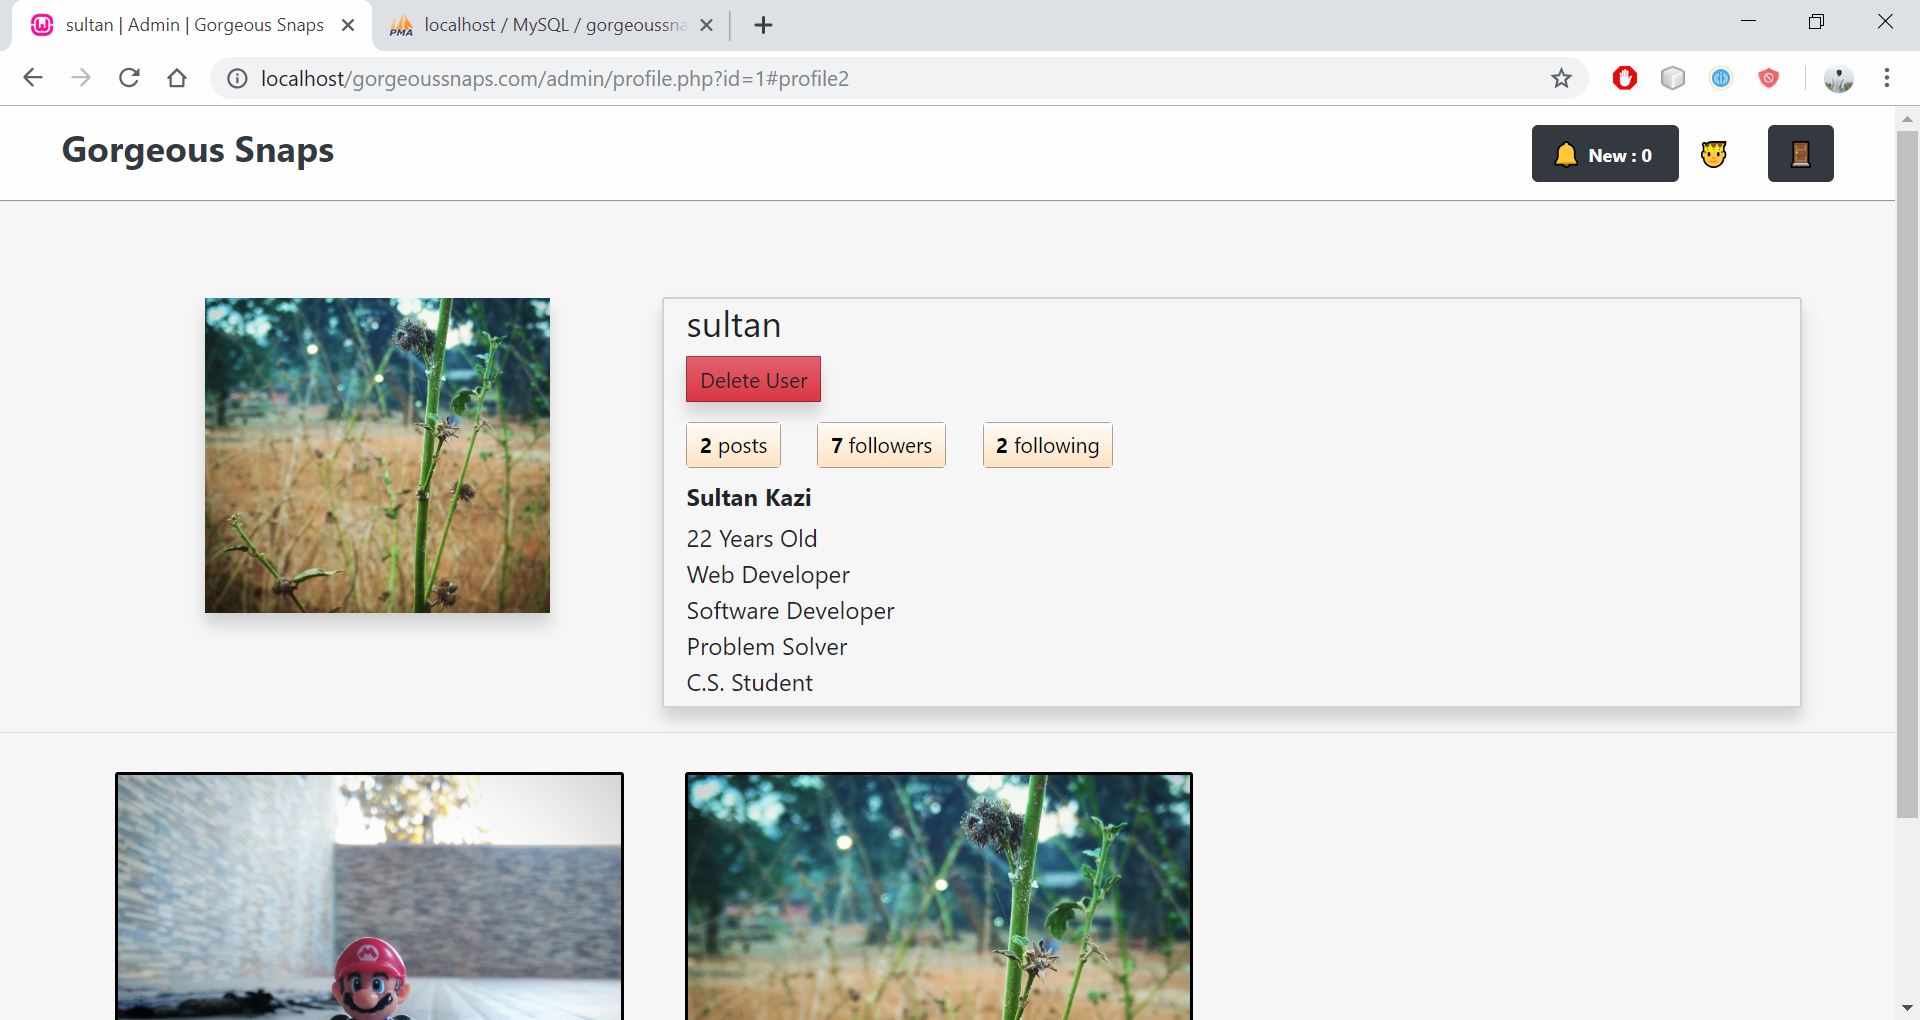 sultan | Admin | Gorgeous Snaps
localhost / MySQL / gorgeoussna
localhost/gorgeoussnaps.com/admin/profile.php?id=1#profile2
Gorgeous Snaps
New : 0
sultan
Delete User
2 posts 7 followers 2 following
Sultan Kazi
22 Years Old
Web Developer
Software Developer
Problem Solver
C.S. Student